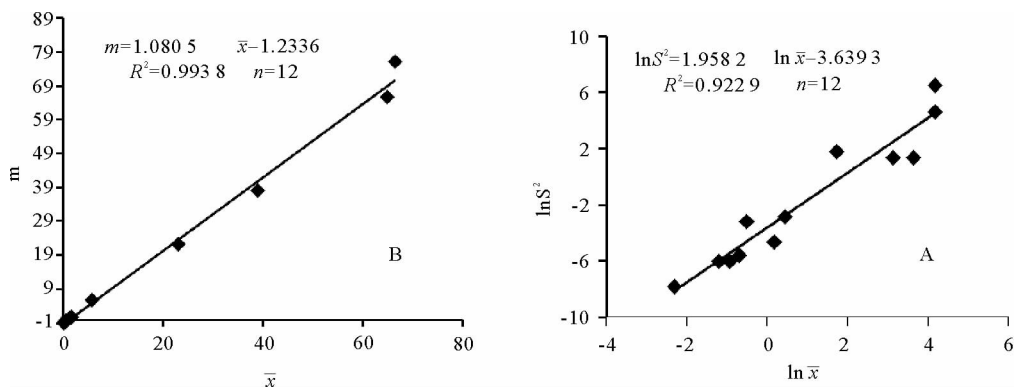 89
79
69
59
49
39
29
19
9
-1
m
m=1.080 5 x̄−1.2336
R²=0.993 8 n=12
B
0 20 40 60 80
x̄
10
6
2
-2
-6
-10
lnS²
lnS²=1.958 2 ln x̄−3.639 3
R²=0.922 9 n=12
A
-4 -2 0 2 4 6
ln x̄